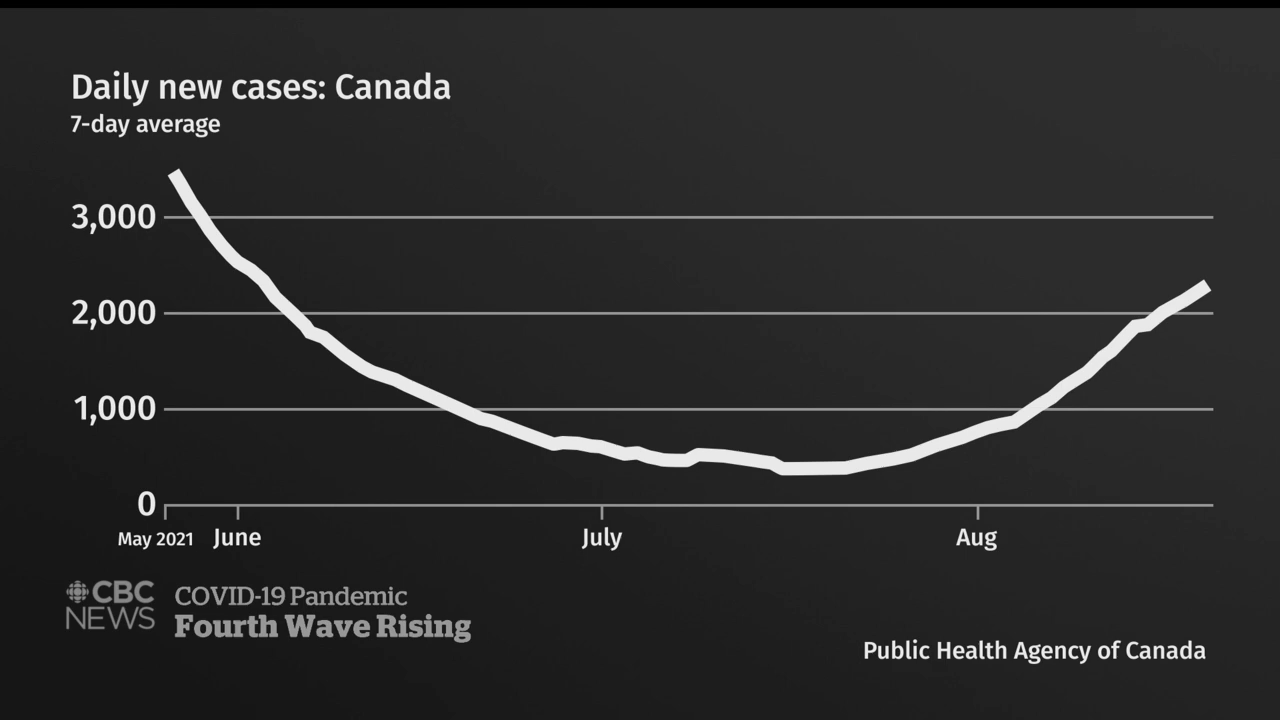 Daily new cases: Canada
7-day average
3,000
2,000
1,000
0
May 2021 June July Aug
CBC
NEWS
COVID-19 Pandemic
Fourth Wave Rising
Public Health Agency of Canada